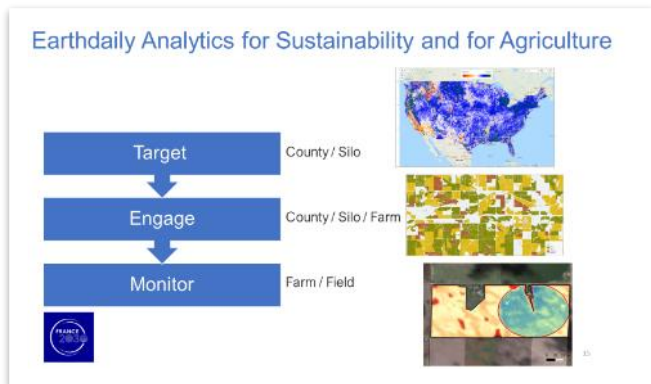 Earthdaily Analytics for Sustainability and for Agriculture
Target
County / Silo
Engage
County / Silo / Farm
Monitor
Farm / Field
FRANCE
2030